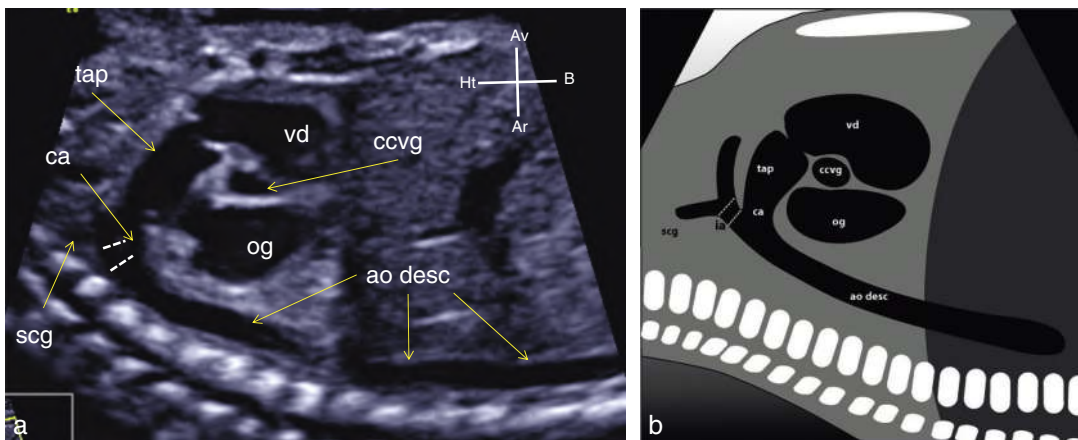 Av
Ht
B
Ar
tap
ca
scg
vd
ccvg
og
ao desc
a
vd
tap
ccvg
ca
og
scg
ia
ao desc
b